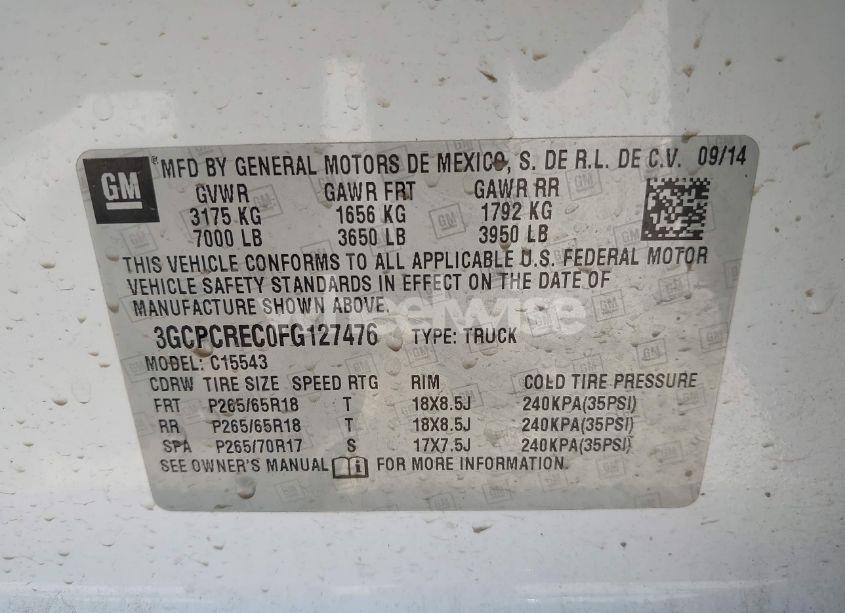 GM ® MFD BY GENERAL MOTORS DE MEXICO, S. DE R.L. DE C.V. 09/14
GVWR GAWR FRT GAWR RR
3175 KG 1656 KG 1792 KG
7000 LB 3650 LB 3950 LB
THIS VEHICLE CONFORMS TO ALL APPLICABLE U.S. FEDERAL MOTOR
VEHICLE SAFETY STANDARDS IN EFFECT ON THE DATE OF
MANUFACTURE SHOWN ABOVE.
3GCPCREC0FG127476 TYPE: TRUCK
MODEL: C15543
CDRW TIRE SIZE SPEED RTG RIM COLD TIRE PRESSURE
FRT P265/65R18 T 18X8.5J 240KPA(35PSI)
RR P265/65R18 T 18X8.5J 240KPA(35PSI)
SPA P265/70R17 S 17X7.5J 240KPA(35PSI)
SEE OWNER'S MANUAL FOR MORE INFORMATION.